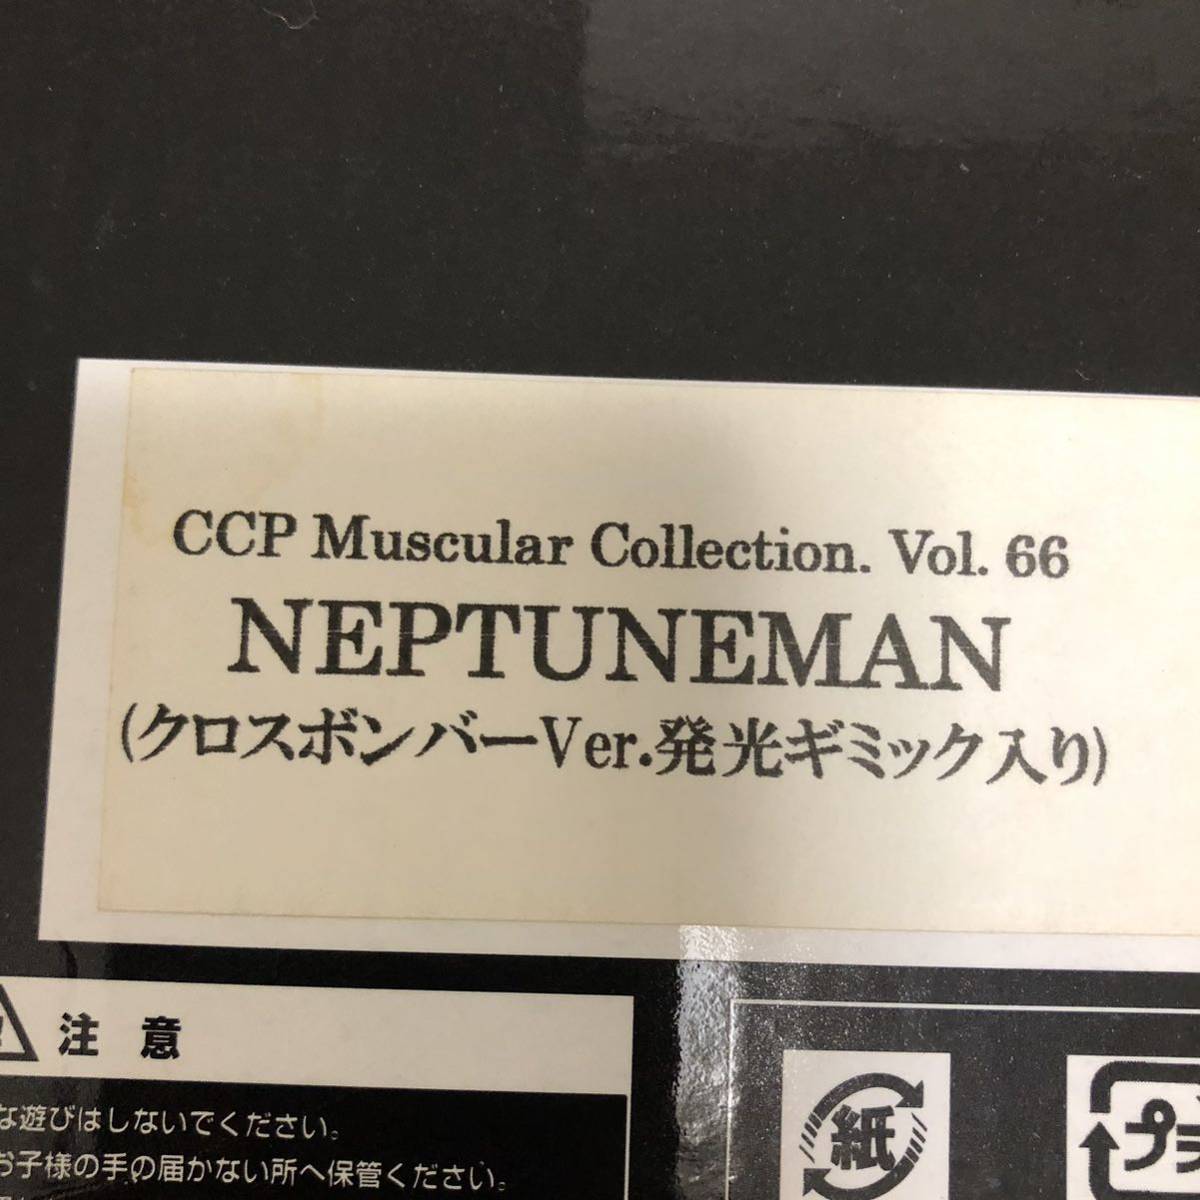 CCP Muscular Collection. Vol. 66
NEPTUNEMAN
(クロスボンバーVer.発光ギミック入り)
注 意
な遊びはしないでください。
お子様の手の届かない所へ保管ください。
紙
プラ